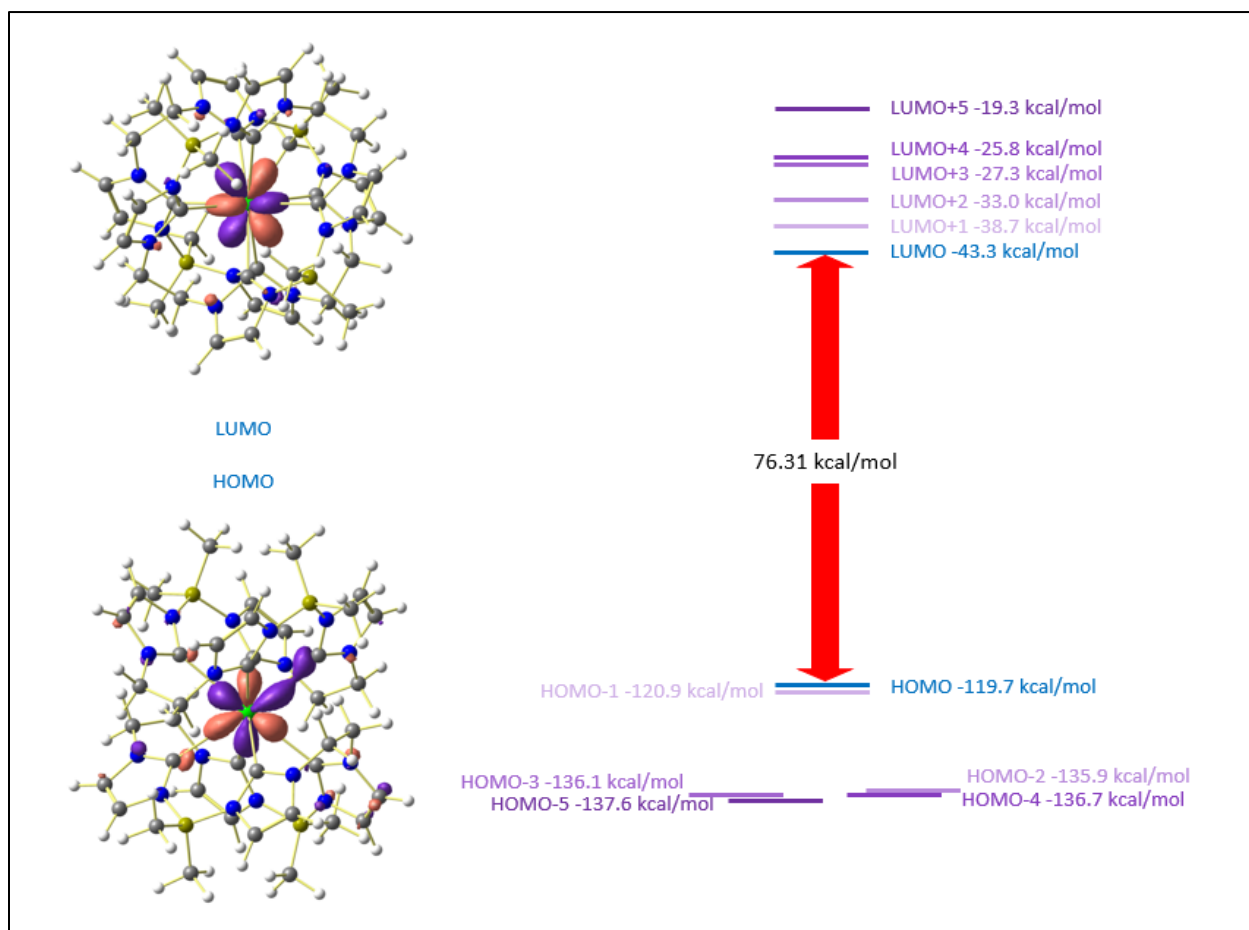 LUMO+5 -19.3 kcal/mol
LUMO+4 -25.8 kcal/mol
LUMO+3 -27.3 kcal/mol
LUMO+2 -33.0 kcal/mol
LUMO+1 -38.7 kcal/mol
LUMO -43.3 kcal/mol
LUMO
HOMO
76.31 kcal/mol
HOMO-1 -120.9 kcal/mol
HOMO -119.7 kcal/mol
HOMO-3 -136.1 kcal/mol
HOMO-2 -135.9 kcal/mol
HOMO-5 -137.6 kcal/mol
HOMO-4 -136.7 kcal/mol